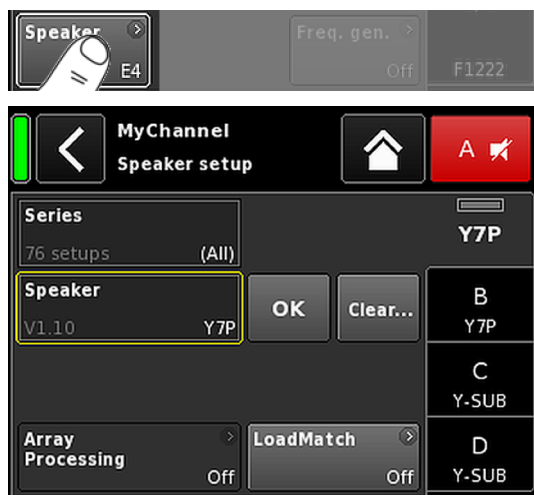 Speaker
Freq. gen.
E4
Off
F1222
MyChannel
Speaker setup
A
Series
76 setups
(All)
Y7P
Speaker
V1.10
Y7P
OK
Clear...
B
Y7P
C
Y-SUB
Array
Processing
Off
LoadMatch
Off
D
Y-SUB